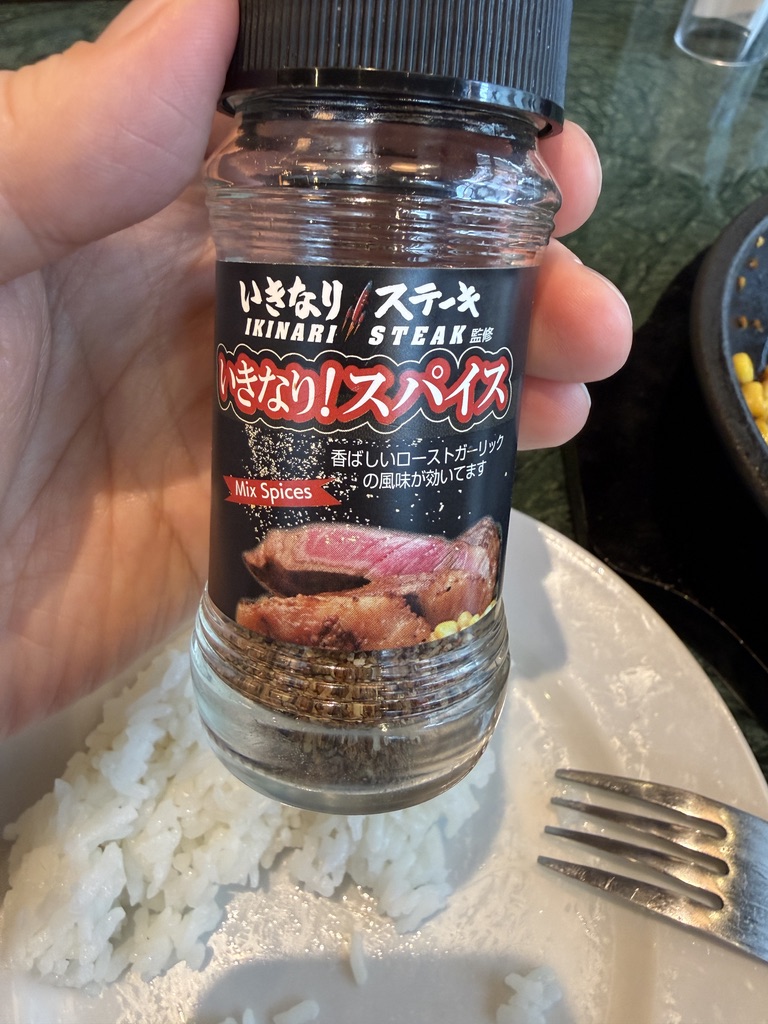 いきなりステーキ
IKINARI STEAK 監修
いきなり!スパイス
香ばしいローストガーリック
の風味が効いてます
Mix Spices